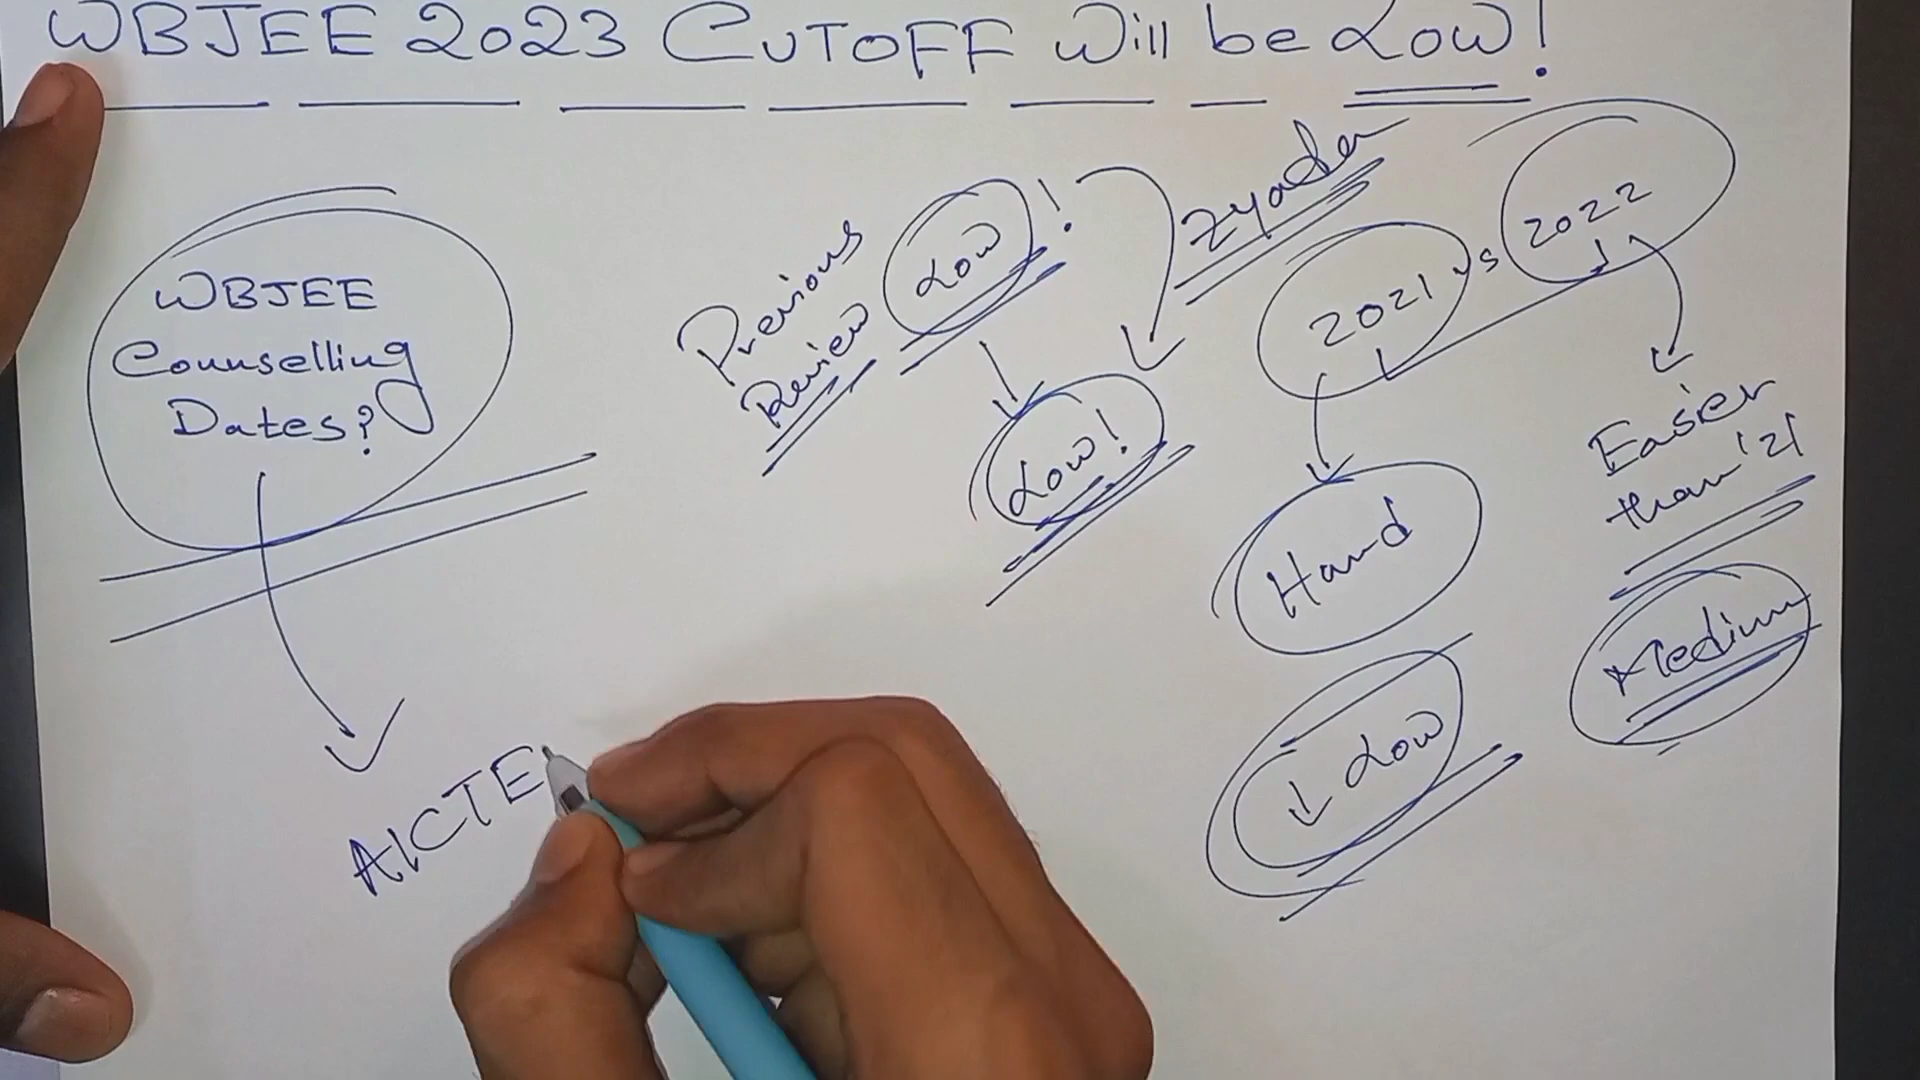 WBJEE 2023 CUTOFF Will be Low!
WBJEE
Counselling
Dates?
AICTE
Previous
Review
Low!
Low!
Zyada
2021 vs 2022
Hard
↓ Low
Easier
than '21
Medium